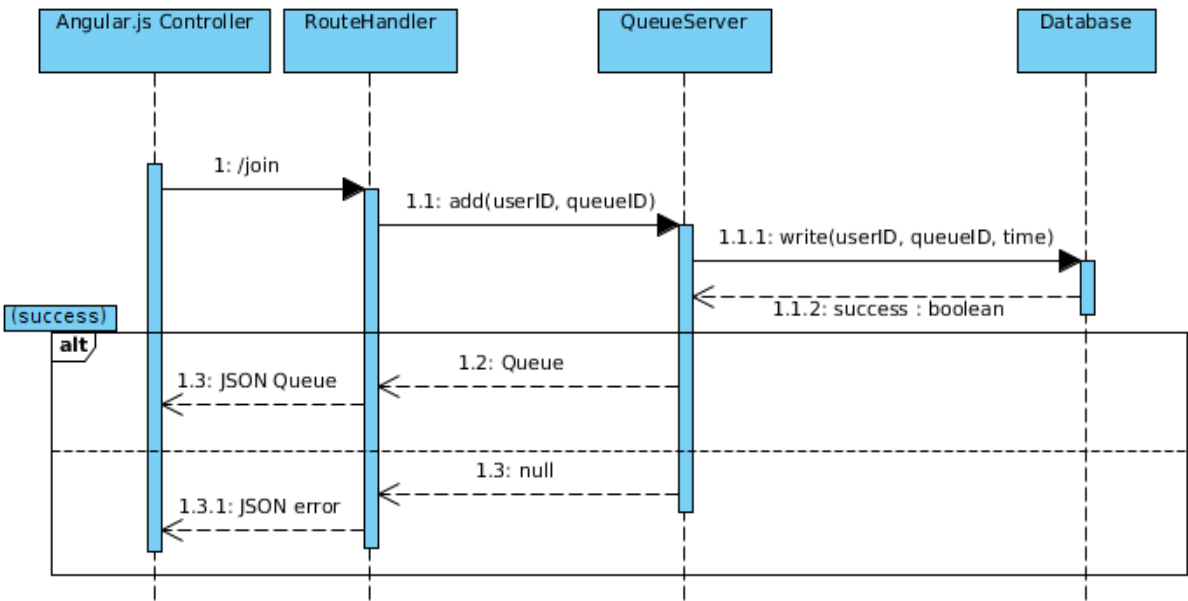 Angular.js Controller
RouteHandler
QueueServer
Database
1: /join
1.1: add(userID, queueID)
1.1.1: write(userID, queueID, time)
1.1.2: success : boolean
(success)
alt
1.2: Queue
1.3: JSON Queue
1.3: null
1.3.1: JSON error